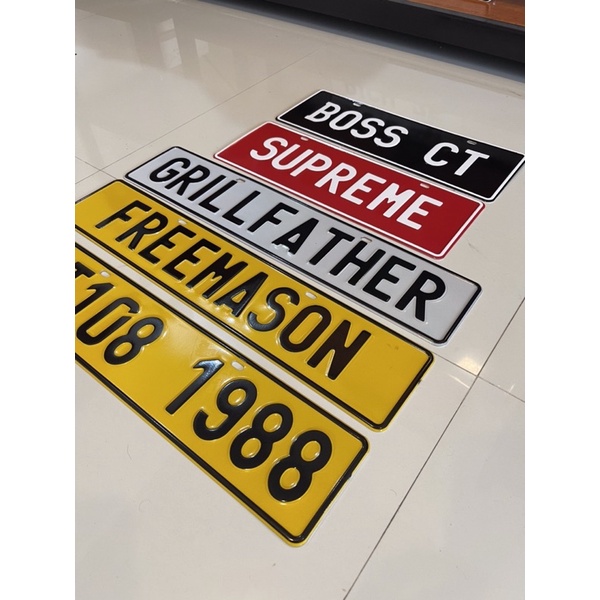 BOSS CT
SUPREME
GRILLFATHER
FREEMASON
108 1988